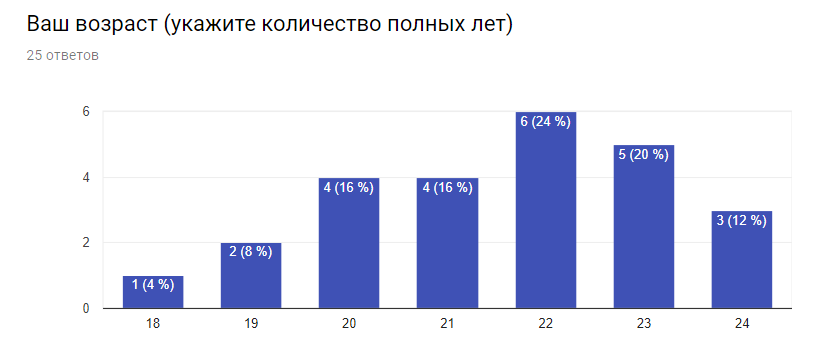 Ваш возраст (укажите количество полных лет)
25 ответов
6
6 (24 %)
5 (20 %)
4
4 (16 %)
4 (16 %)
3 (12 %)
2
2 (8 %)
1 (4 %)
0
18 19 20 21 22 23 24